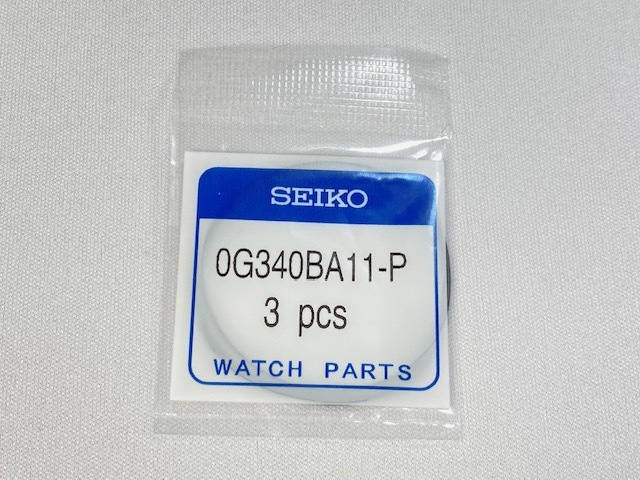 SEIKO
0G340BA11-P
3 pcs
WATCH PARTS